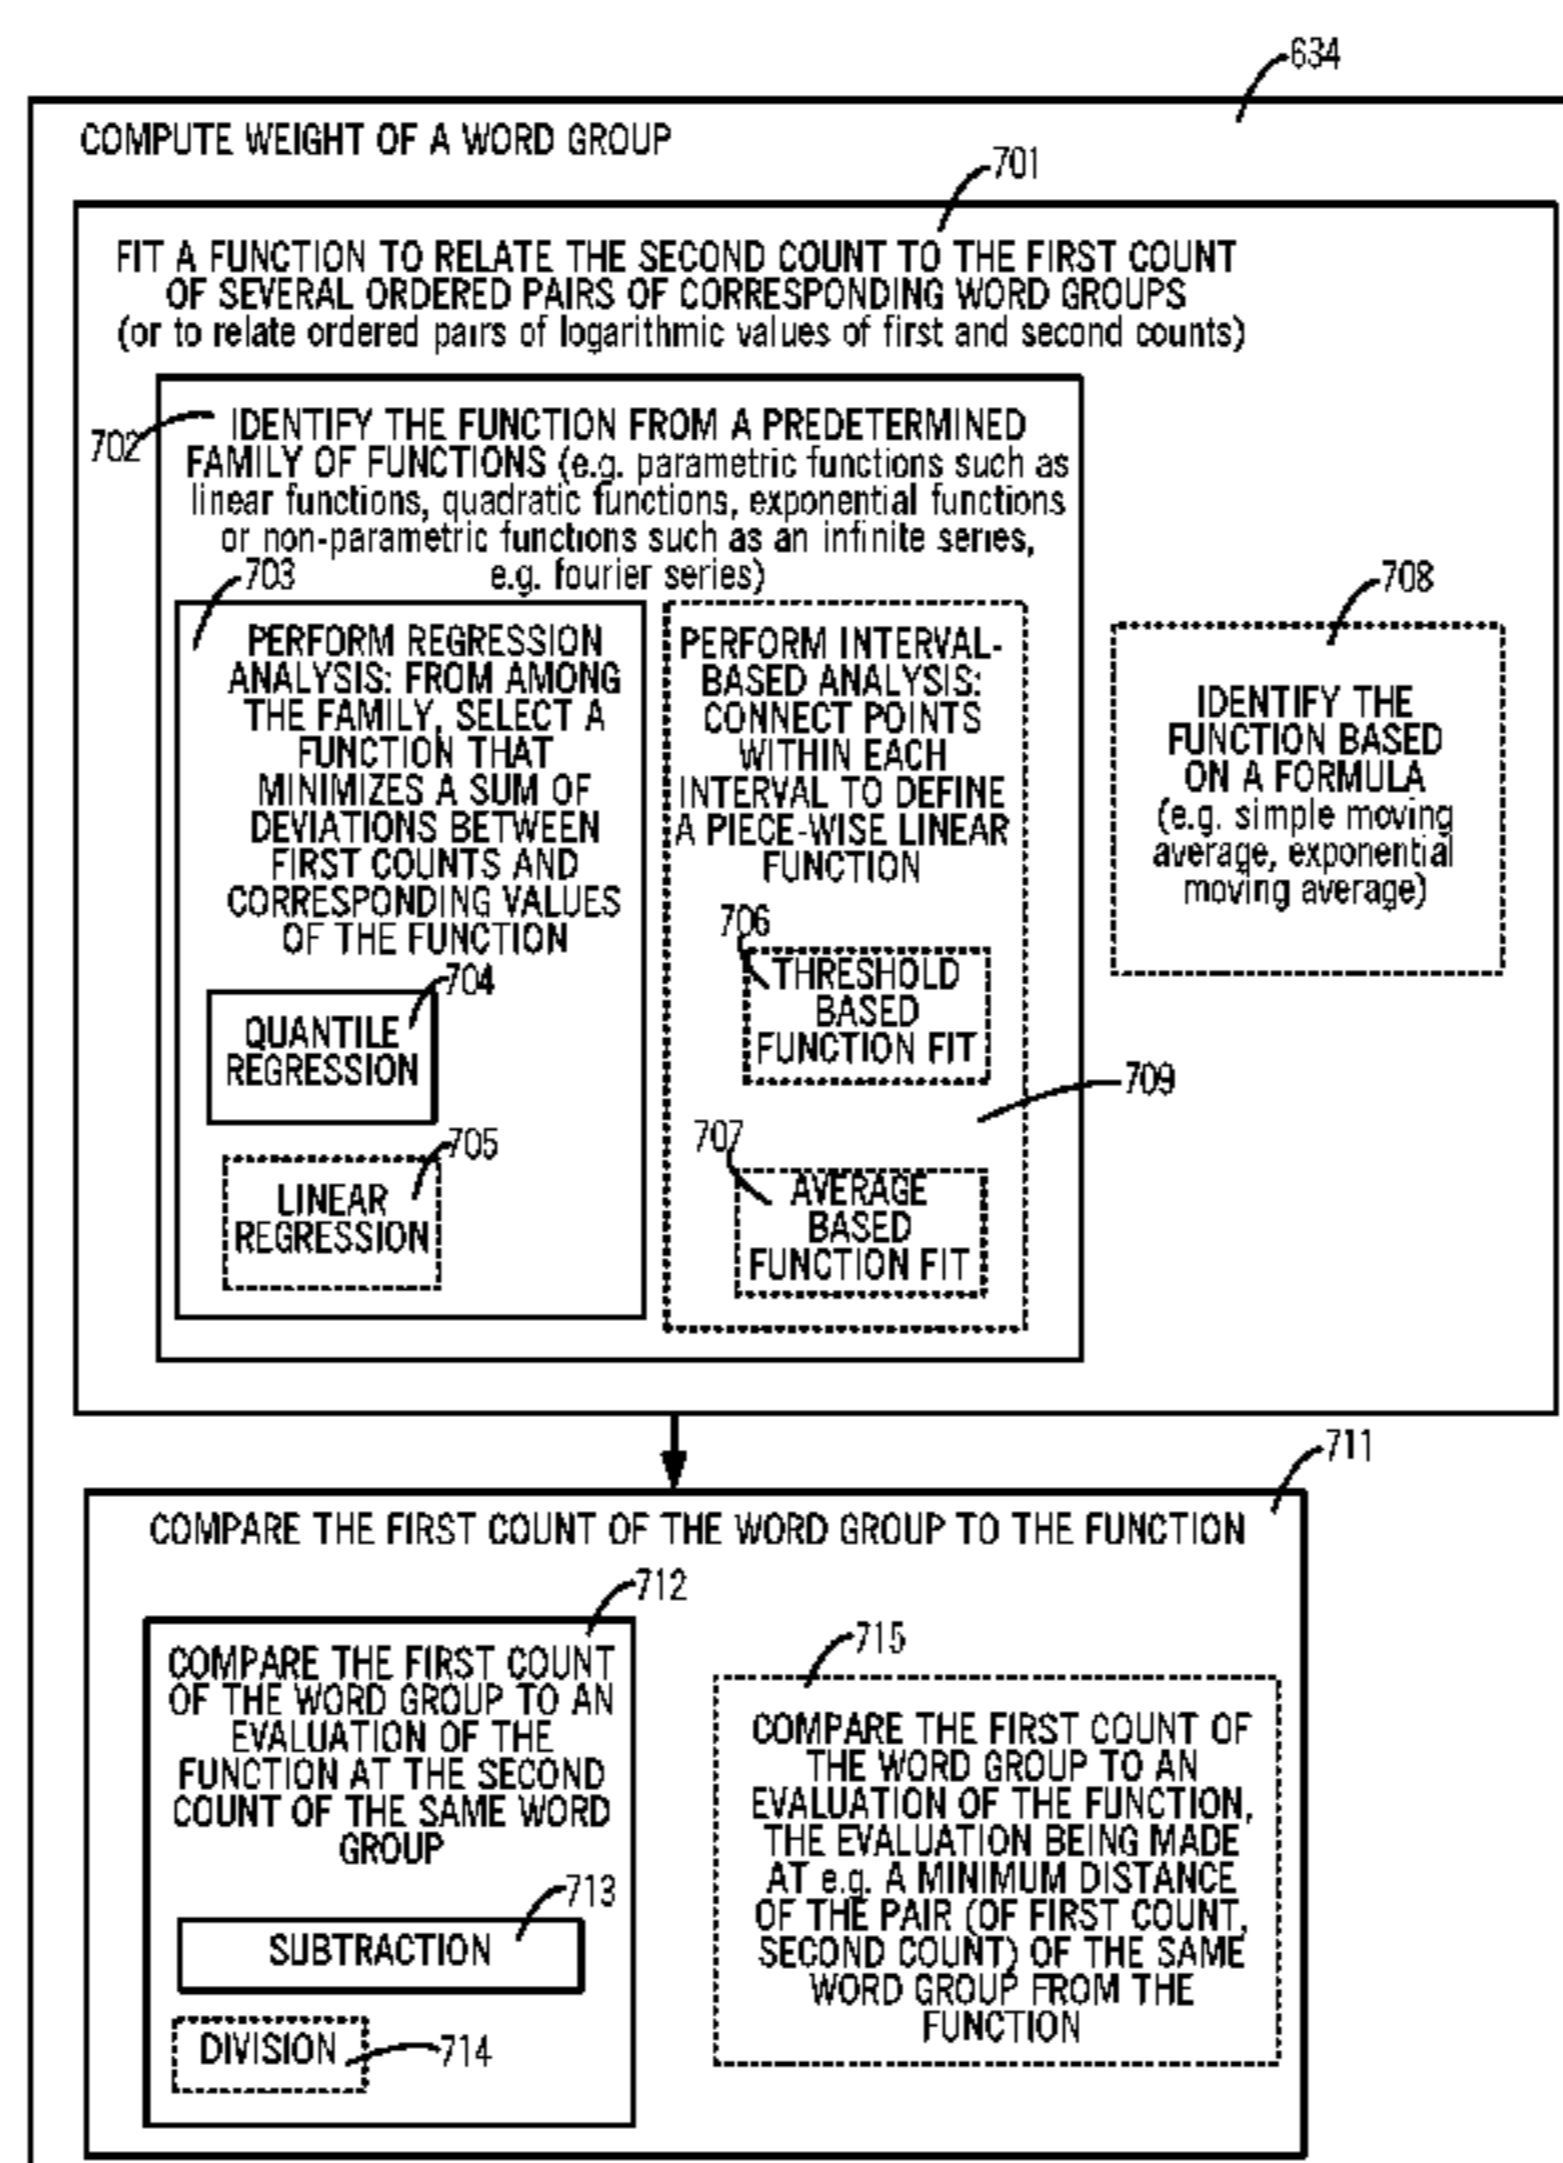 634
COMPUTE WEIGHT OF A WORD GROUP
701
FIT A FUNCTION TO RELATE THE SECOND COUNT TO THE FIRST COUNT
OF SEVERAL ORDERED PAIRS OF CORRESPONDING WORD GROUPS
(or to relate ordered pairs of logarithmic values of first and second counts)
702
IDENTIFY THE FUNCTION FROM A PREDETERMINED
FAMILY OF FUNCTIONS (e.g. parametric functions such as
linear functions, quadratic functions, exponential functions
or non-parametric functions such as an infinite series,
e.g. fourier series)
703
PERFORM REGRESSION
ANALYSIS: FROM AMONG
THE FAMILY, SELECT A
FUNCTION THAT
MINIMIZES A SUM OF
DEVIATIONS BETWEEN
FIRST COUNTS AND
CORRESPONDING VALUES
OF THE FUNCTION
704
QUANTILE
REGRESSION
705
LINEAR
REGRESSION
PERFORM INTERVAL-
BASED ANALYSIS:
CONNECT POINTS
WITHIN EACH
INTERVAL TO DEFINE
A PIECE-WISE LINEAR
FUNCTION
706
THRESHOLD
BASED
FUNCTION FIT
709
707
AVERAGE
BASED
FUNCTION FIT
708
IDENTIFY THE
FUNCTION BASED
ON A FORMULA
(e.g. simple moving
average, exponential
moving average)
711
COMPARE THE FIRST COUNT OF THE WORD GROUP TO THE FUNCTION
712
COMPARE THE FIRST COUNT
OF THE WORD GROUP TO AN
EVALUATION OF THE
FUNCTION AT THE SECOND
COUNT OF THE SAME WORD
GROUP
713
SUBTRACTION
DIVISION
714
715
COMPARE THE FIRST COUNT OF
THE WORD GROUP TO AN
EVALUATION OF THE FUNCTION,
THE EVALUATION BEING MADE
AT e.g. A MINIMUM DISTANCE
OF THE PAIR (OF FIRST COUNT,
SECOND COUNT) OF THE SAME
WORD GROUP FROM THE
FUNCTION